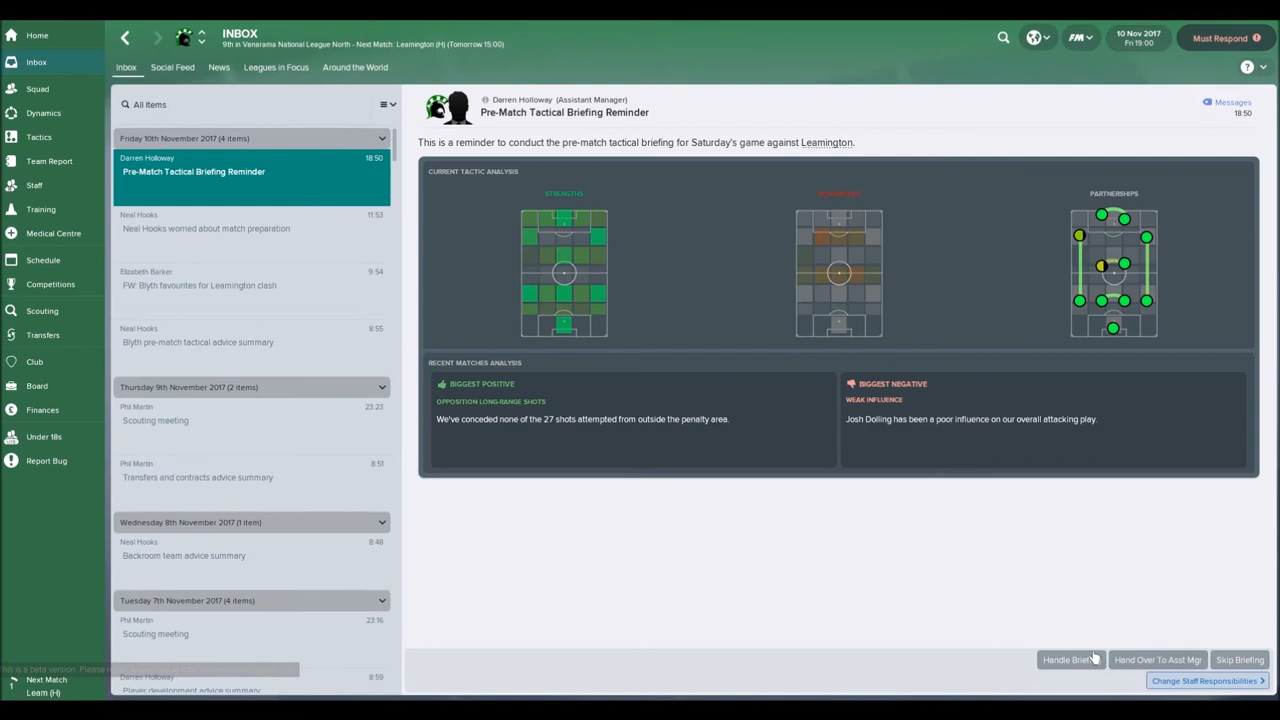 Home
Inbox
Squad
Dynamics
Tactics
Team Report
Staff
Training
Medical Centre
Schedule
Competitions
Scouting
Transfers
Club
Board
Finances
Under 18s
Report Bug
This is a beta version. Please
Next Match
Leam (H)
INBOX
9th in Vanarama National League North - Next Match: Leamington (H) (Tomorrow 15:00)
FM
10 Nov 2017
Fri 19:00
Must Respond
Inbox Social Feed News Leagues in Focus Around the World
?
All Items
Friday 10th November 2017 (4 items)
Darren Holloway 18:50
Pre-Match Tactical Briefing Reminder
Neal Hooks 11:53
Neal Hooks worned about match preparation
Elizabeth Barker 9:54
FW: Blyth favourites for Leamington clash
Neal Hooks 8:55
Blyth pre-match tactical advice summary
Thursday 9th November 2017 (2 items)
Phil Martin 23:23
Scouting meeting
Phil Martin 8:51
Transfers and contracts advice summary
Wednesday 8th November 2017 (1 item)
Neal Hooks 8:48
Backroom team advice summary
Tuesday 7th November 2017 (4 items)
Phil Martin 23:16
Scouting meeting
Darren Holloway 8:59
Player development advice summary
Darren Holloway (Assistant Manager)
Pre-Match Tactical Briefing Reminder
Messages
18:50
This is a reminder to conduct the pre-match tactical briefing for Saturday's game against Leamington.
CURRENT TACTIC ANALYSIS
STRENGTHS
PARTNERSHIPS
RECENT MATCHES ANALYSIS
BIGGEST POSITIVE
OPPOSITION LONG-RANGE SHOTS
We've conceded none of the 27 shots attempted from outside the penalty area.
BIGGEST NEGATIVE
WEAK INFLUENCE
Josh Dolling has been a poor influence on our overall attacking play.
Handle Brief
Hand Over To Asst Mgr
Skip Briefing
Change Staff Responsibilities